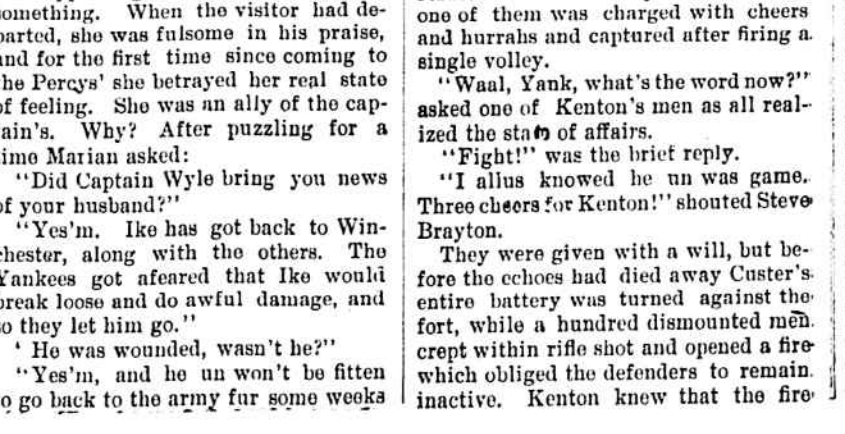 something. When the visitor had de-
parted, she was fulsome in his praise,
and for the first time since coming to
the Percys' she betrayed her real state
of feeling. She was an ally of the cap-
tain's. Why? After puzzling for a
time Marian asked:
"Did Captain Wyle bring you news
of your husband?"
"Yes'm. Ike has got back to Win-
chester, along with the others. The
Yankees got afeared that Ike would
break loose and do awful damage, and
so they let him go."
' He was wounded, wasn't he?"
"Yes'm, and he un won't be fitten
to go back to the army fur some weeks
one of them was charged with cheers
and hurrahs and captured after firing a
single volley.
"Waal, Yank, what's the word now?"
asked one of Kenton's men as all real-
ized the state of affairs.
"Fight!" was the brief reply.
"I allus knowed he un was game.
Three cheers for Kenton!" shouted Steve
Brayton.
They were given with a will, but be-
fore the echoes had died away Custer's
entire battery was turned against the
fort, while a hundred dismounted men
crept within rifle shot and opened a fire
which obliged the defenders to remain
inactive. Kenton knew that the fire